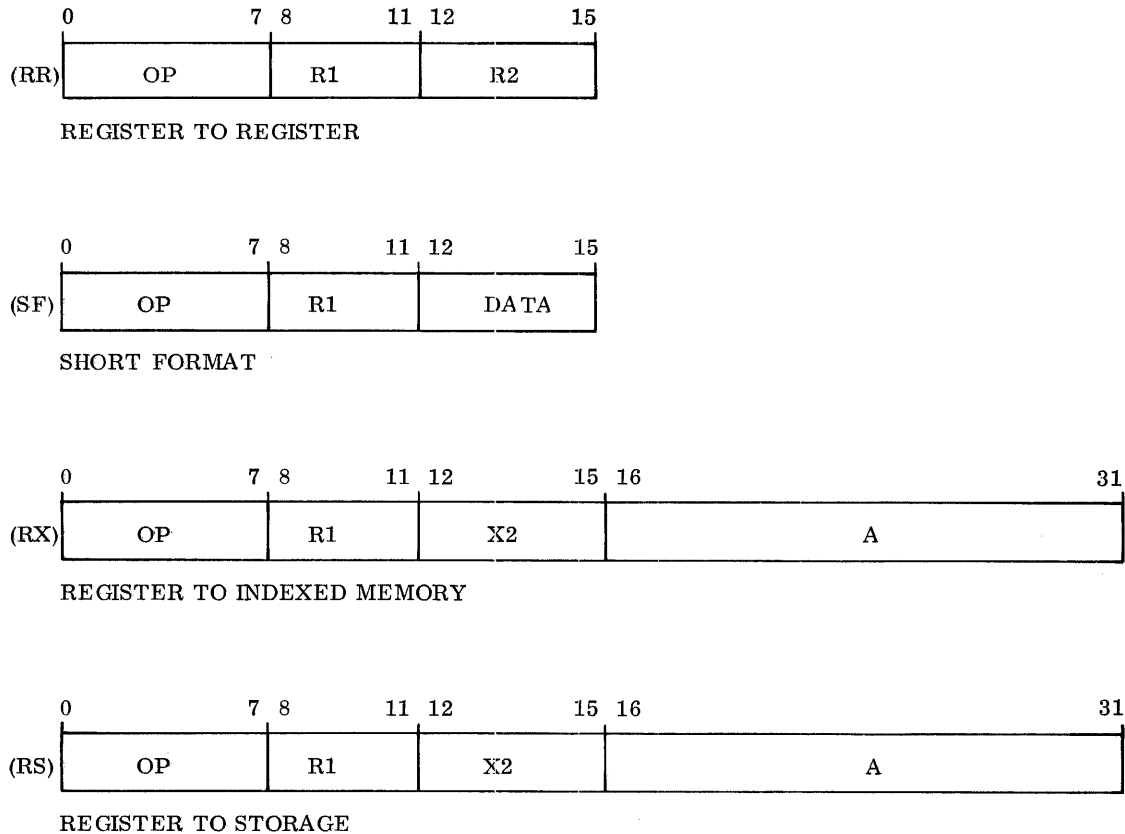 0 7 8 11 12 15
(RR) OP R1 R2
REGISTER TO REGISTER
0 7 8 11 12 15
(SF) OP R1 DATA
SHORT FORMAT
0 7 8 11 12 15 16 31
(RX) OP R1 X2 A
REGISTER TO INDEXED MEMORY
0 7 8 11 12 15 16 31
(RS) OP R1 X2 A
REGISTER TO STORAGE